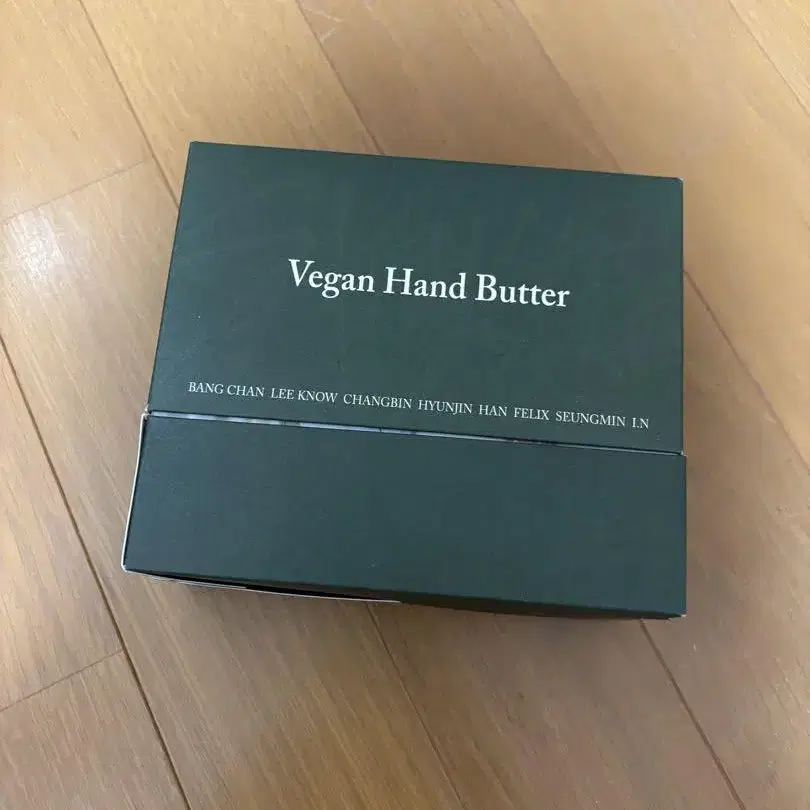 Vegan Hand Butter
BANG CHAN LEE KNOW CHANGBIN HYUNJIN HAN FELIX SEUNGMIN I.N